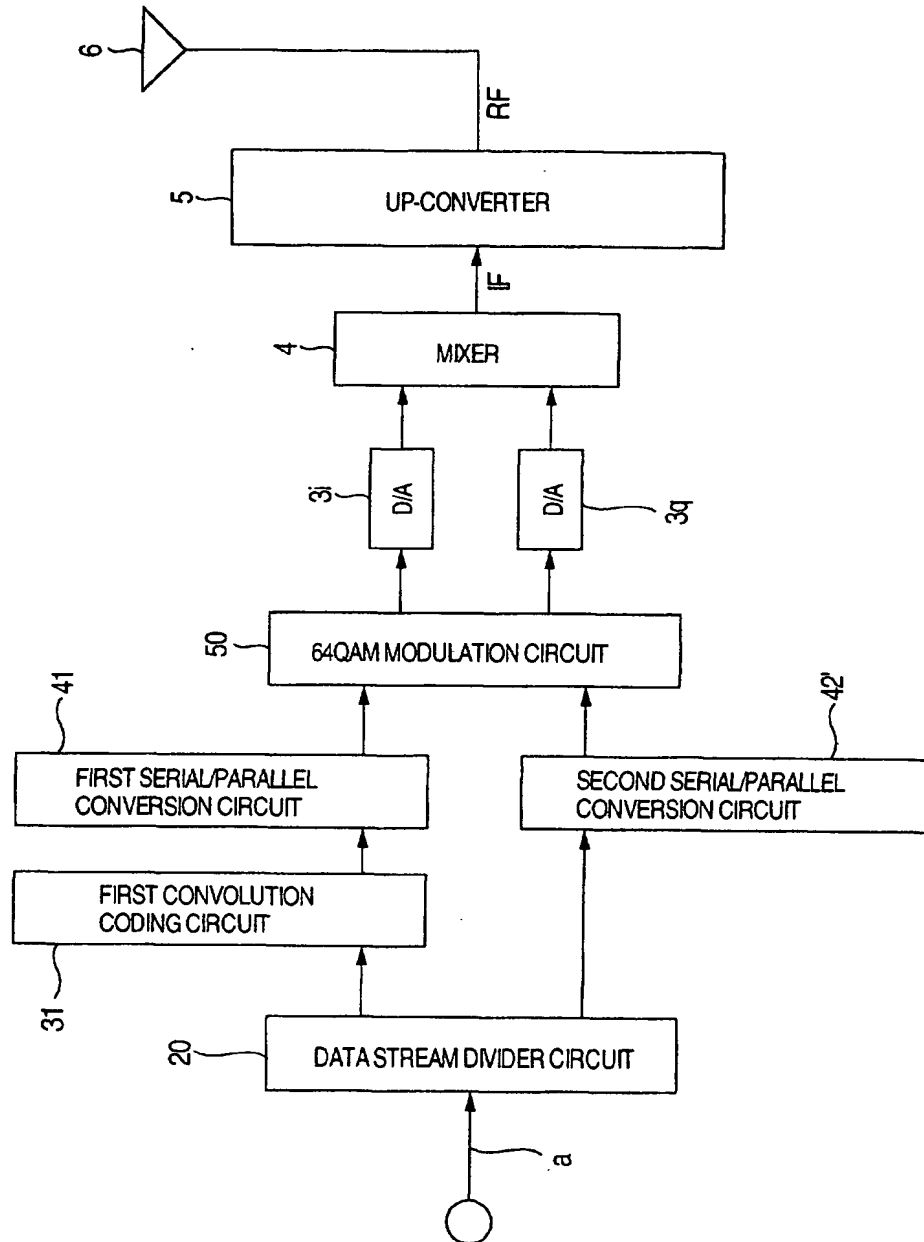 6
RF
5
UP-CONVERTER
IF
4
MIXER
3i
D/A
D/A
3q
50
64QAM MODULATION CIRCUIT
41
FIRST SERIAL/PARALLEL
CONVERSION CIRCUIT
42'
SECOND SERIAL/PARALLEL
CONVERSION CIRCUIT
FIRST CONVOLUTION
CODING CIRCUIT
31
20
DATA STREAM DIVIDER CIRCUIT
a